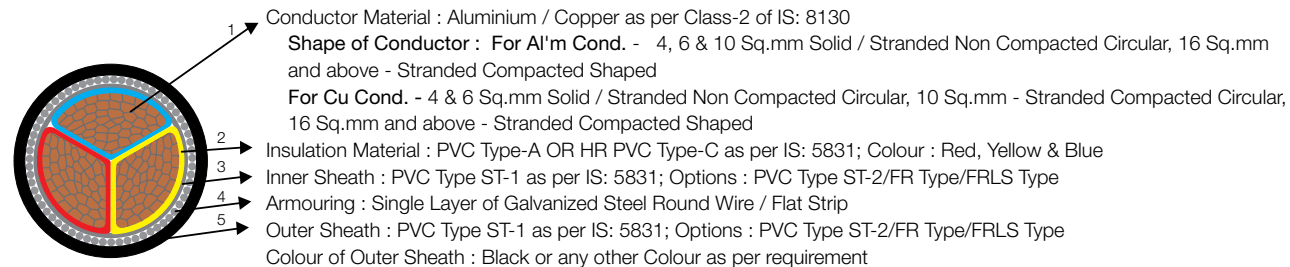 1 Conductor Material : Aluminium / Copper as per Class-2 of IS: 8130
Shape of Conductor : For Al'm Cond. - 4, 6 & 10 Sq.mm Solid / Stranded Non Compacted Circular, 16 Sq.mm
and above - Stranded Compacted Shaped
For Cu Cond. - 4 & 6 Sq.mm Solid / Stranded Non Compacted Circular, 10 Sq.mm - Stranded Compacted Circular,
16 Sq.mm and above - Stranded Compacted Shaped
2 Insulation Material : PVC Type-A OR HR PVC Type-C as per IS: 5831; Colour : Red, Yellow & Blue
3 Inner Sheath : PVC Type ST-1 as per IS: 5831; Options : PVC Type ST-2/FR Type/FRLS Type
4 Armouring : Single Layer of Galvanized Steel Round Wire / Flat Strip
5 Outer Sheath : PVC Type ST-1 as per IS: 5831; Options : PVC Type ST-2/FR Type/FRLS Type
Colour of Outer Sheath : Black or any other Colour as per requirement